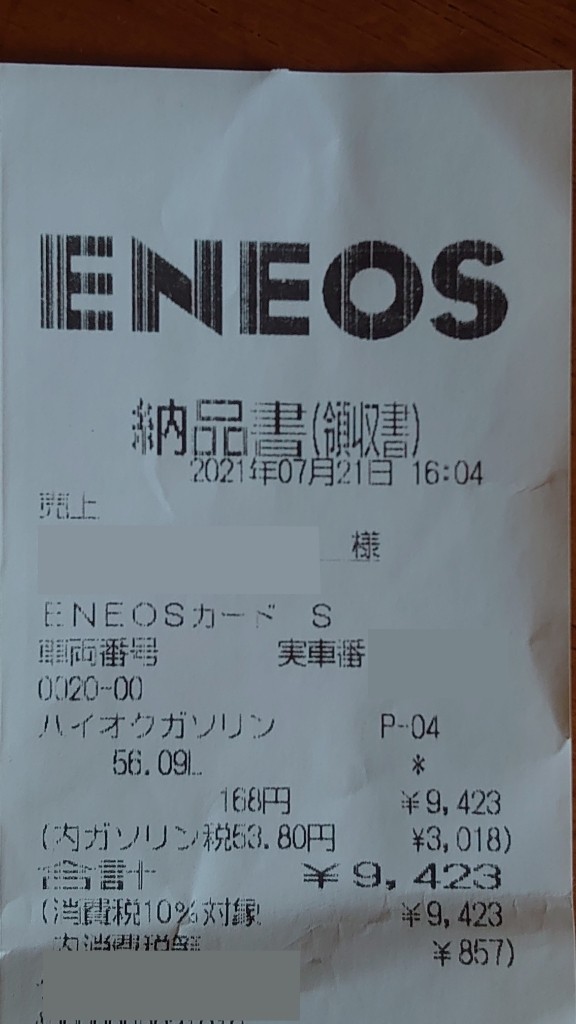 ENEOS
納品書(領収書)
2021年07月21日 16:04
売上
様
ENEOSカード S
車両番号 実車番
0020-00
ハイオクガソリン P-04
56.09L *
168円 ¥9,423
(内ガソリン税53.80円 ¥3,018)
合計 ¥9,423
(消費税10%対象 ¥9,423
内消費税等 ¥857)